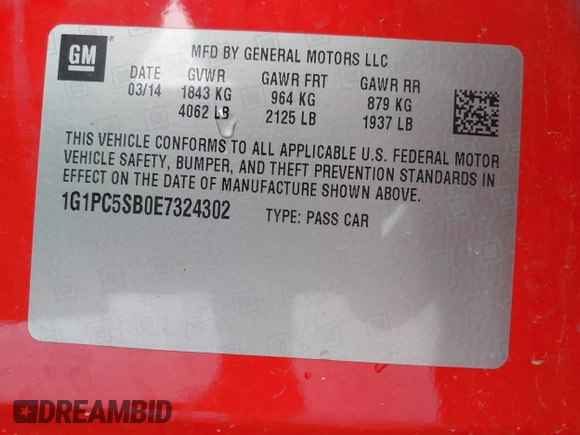 GM
MFD BY GENERAL MOTORS LLC
DATE GVWR GAWR FRT GAWR RR
03/14 1843 KG 964 KG 879 KG
4062 LB 2125 LB 1937 LB
THIS VEHICLE CONFORMS TO ALL APPLICABLE U.S. FEDERAL MOTOR
VEHICLE SAFETY, BUMPER, AND THEFT PREVENTION STANDARDS IN
EFFECT ON THE DATE OF MANUFACTURE SHOWN ABOVE.
1G1PC5SB0E7324302 TYPE: PASS CAR
DREAMBID